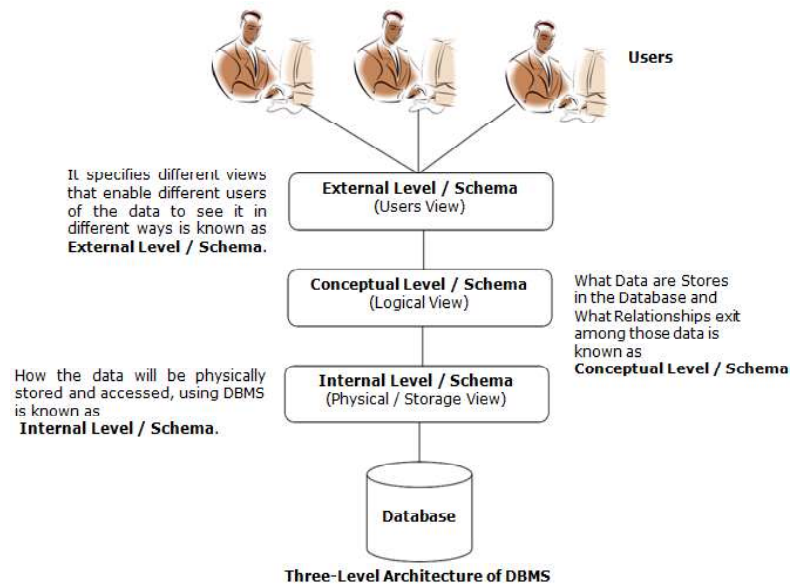 Users
It specifies different views
that enable different users
of the data to see it in
different ways is known as
External Level / Schema.
External Level / Schema
(Users View)
Conceptual Level / Schema
(Logical View)
What Data are Stores
in the Database and
What Relationships exit
among those data is
known as
Conceptual Level / Schema
How the data will be physically
stored and accessed, using DBMS
is known as
Internal Level / Schema.
Internal Level / Schema
(Physical / Storage View)
Database
Three-Level Architecture of DBMS